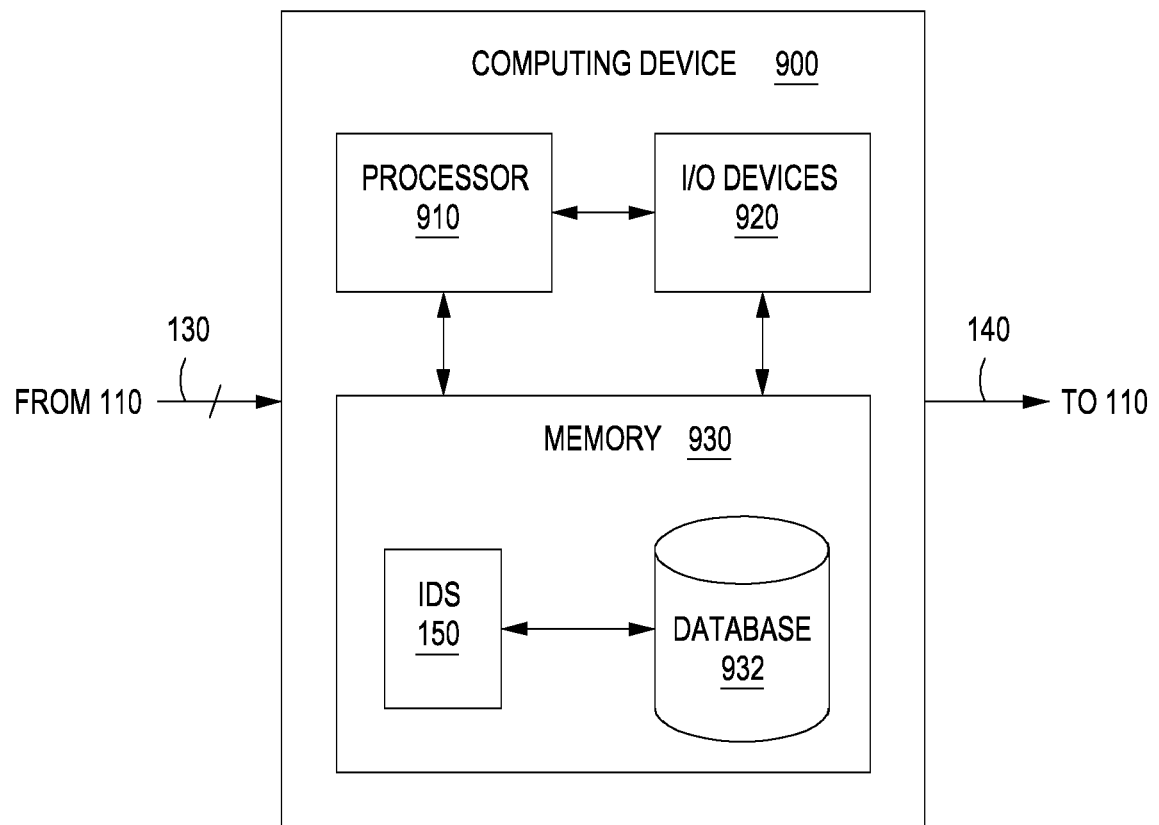 COMPUTING DEVICE 900
PROCESSOR
910
I/O DEVICES
920
130
FROM 110
140
TO 110
MEMORY 930
IDS
150
DATABASE
932